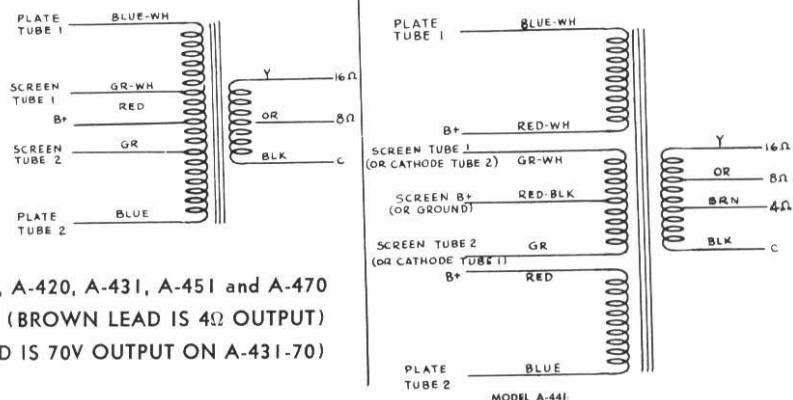 PLATE
TUBE 1
BLUE-WH
SCREEN
TUBE 1
GR-WH
RED
B+
SCREEN
TUBE 2
GR
PLATE
TUBE 2
BLUE
Y
16Ω
OR
8Ω
BLK
C
, A-420, A-431, A-451 and A-470
(BROWN LEAD IS 4Ω OUTPUT)
D IS 70V OUTPUT ON A-431-70)
PLATE
TUBE 1
BLUE-WH
B+
RED-WH
SCREEN TUBE 1
(OR CATHODE TUBE 2)
GR-WH
SCREEN B+
(OR GROUND)
RED-BLK
SCREEN TUBE 2
(OR CATHODE TUBE 1)
GR
B+
RED
PLATE
TUBE 2
BLUE
Y
16Ω
OR
8Ω
BRN
4Ω
BLK
C
MODEL A-441